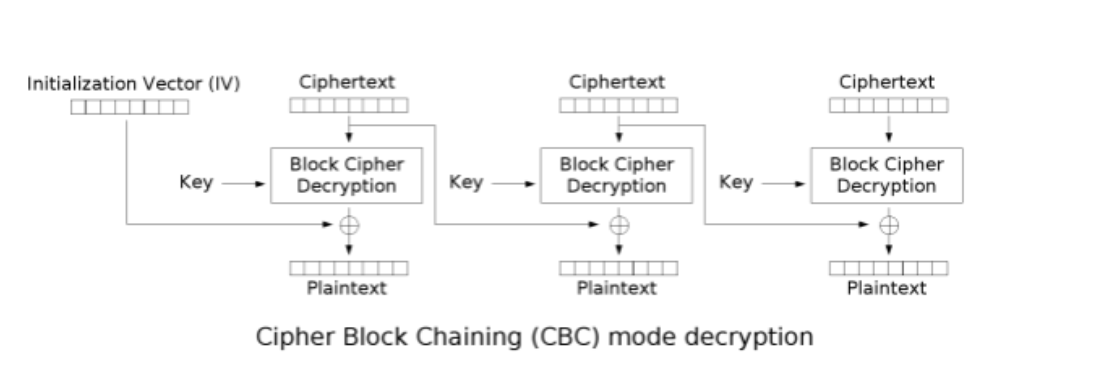 Initialization Vector (IV)
Ciphertext
Ciphertext
Ciphertext
Key
Block Cipher
Decryption
Key
Block Cipher
Decryption
Key
Block Cipher
Decryption
Plaintext
Plaintext
Plaintext
Cipher Block Chaining (CBC) mode decryption